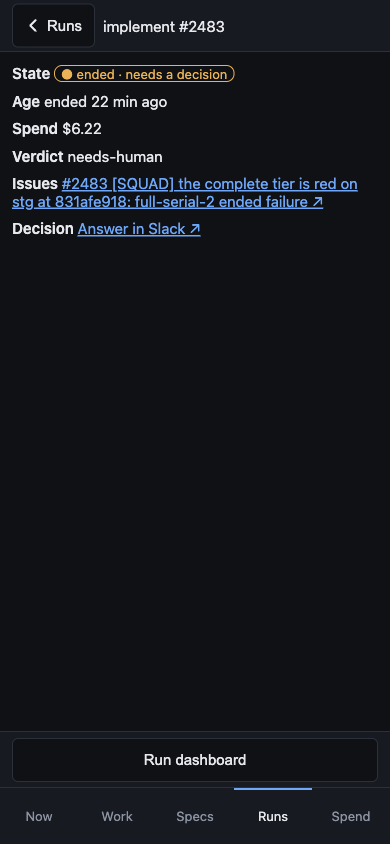 Runs
implement #2483
State ended · needs a decision
Age ended 22 min ago
Spend $6.22
Verdict needs-human
Issues #2483 [SQUAD] the complete tier is red on
stg at 831afe918: full-serial-2 ended failure ↗
Decision Answer in Slack ↗
Run dashboard
Now
Work
Specs
Runs
Spend